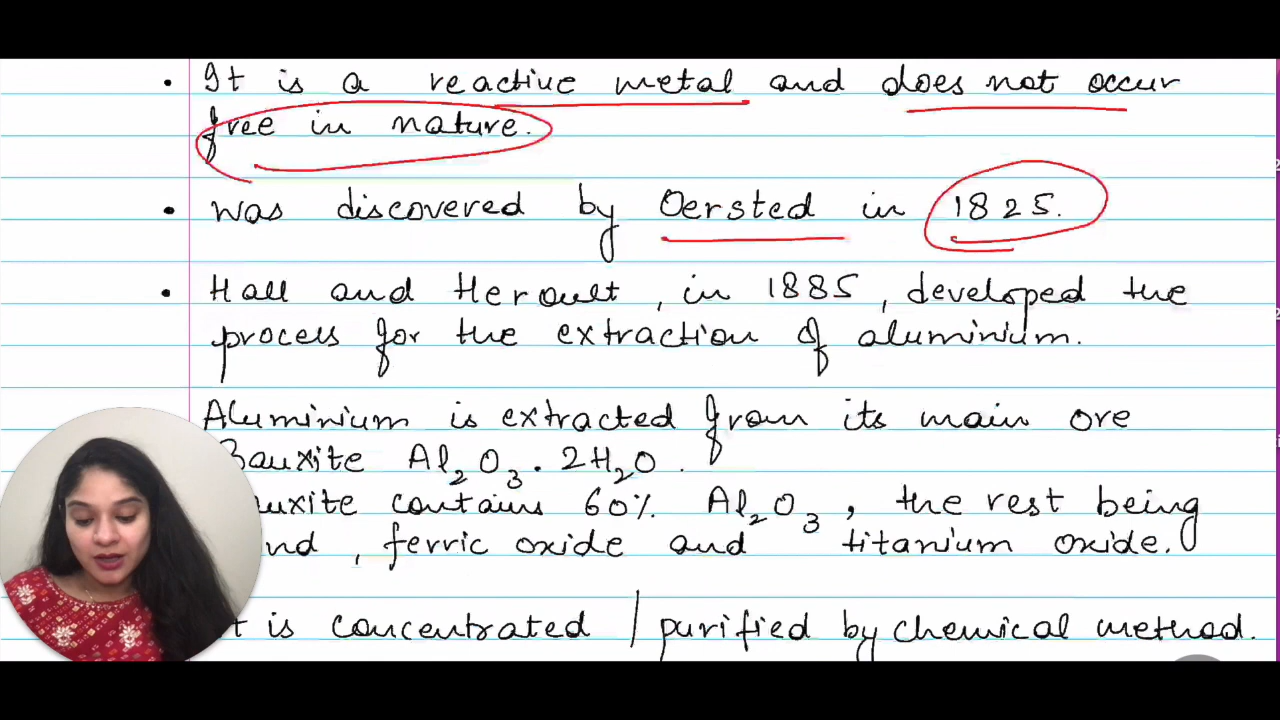 • It is a reactive metal and does not occur
free in nature.
• was discovered by Oersted in 1825.
• Hall and Heroult, in 1885, developed the
process for the extraction of aluminium.
Aluminium is extracted from its main ore
Bauxite Al₂O₃·2H₂O.
contains 60% Al₂O₃, the rest being
ferric oxide and titanium oxide.
is concentrated / purified by chemical method.